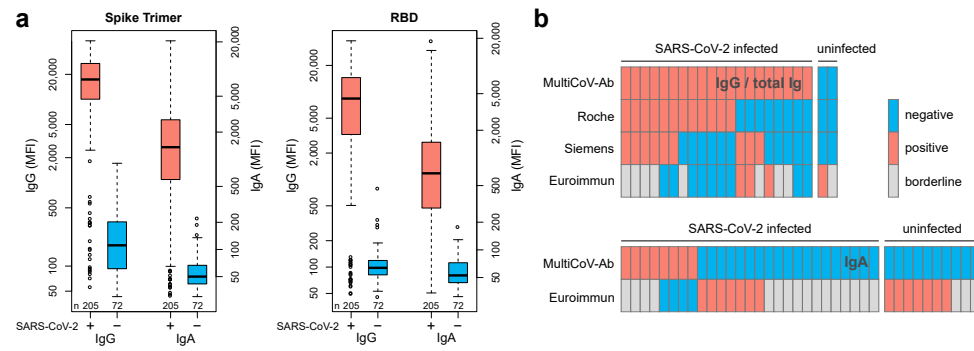 a
Spike Trimer
RBD
IgG (MFI)
20,000
5,000
2,000
500
100
50
IgA (MFI)
20,000
5,000
2,000
500
200
100
50
n 205 72 205 72
SARS-CoV-2 + − + −
IgG IgA
IgG (MFI)
20,000
5,000
2,000
500
200
100
50
IgA (MFI)
20,000
5,000
2,000
500
200
100
50
n 205 72 205 72
SARS-CoV-2 + − + −
IgG IgA
b
SARS-CoV-2 infected uninfected
MultiCoV-Ab
IgG / total Ig
Roche
Siemens
Euroimmun
negative
positive
borderline
SARS-CoV-2 infected uninfected
MultiCoV-Ab
IgA
Euroimmun